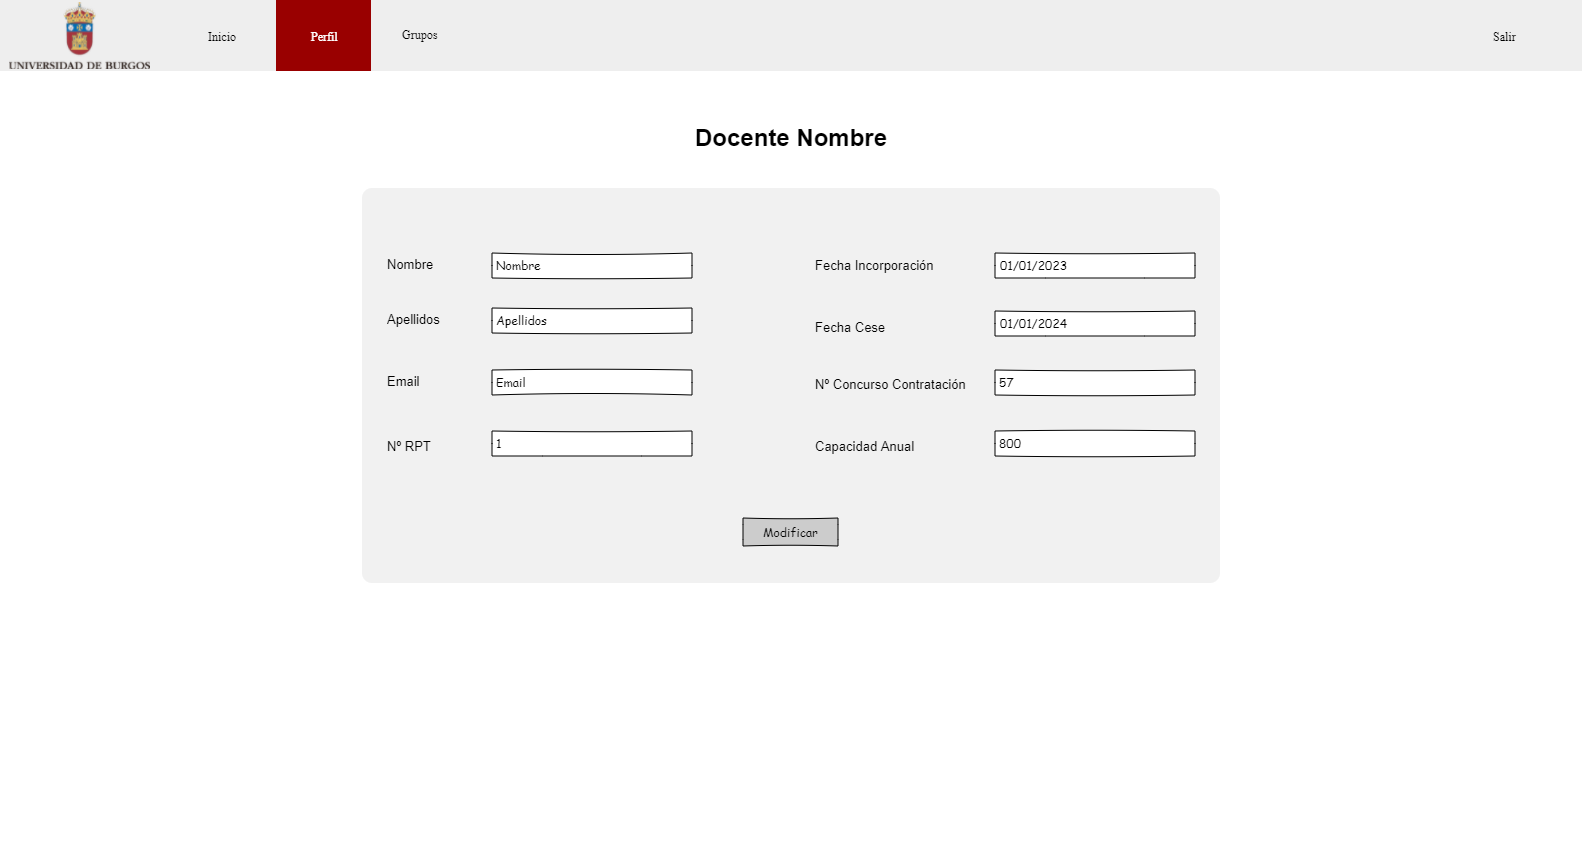 UNIVERSIDAD DE BURGOS
Inicio
Perfil
Grupos
Salir
Docente Nombre
Nombre
Nombre
Fecha Incorporación
01/01/2023
Apellidos
Apellidos
Fecha Cese
01/01/2024
Email
Email
Nº Concurso Contratación
57
Nº RPT
1
Capacidad Anual
800
Modificar